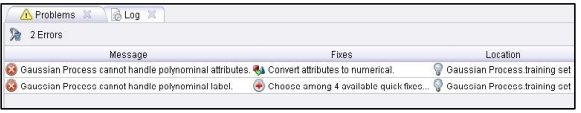 Problems Log
2 Errors
Message Fixes Location
Gaussian Process cannot handle polynominal attributes. Convert attributes to numerical. Gaussian Process.training set
Gaussian Process cannot handle polynominal label. Choose among 4 available quick fixes... Gaussian Process.training set